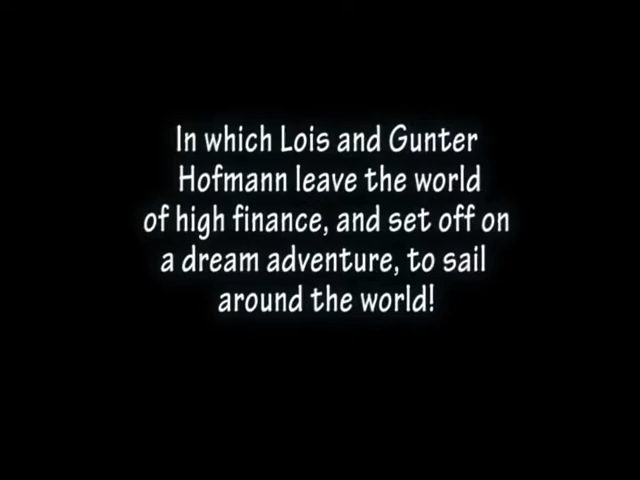 In which Lois and Gunter
Hofmann leave the world
of high finance, and set off on
a dream adventure, to sail
around the world!